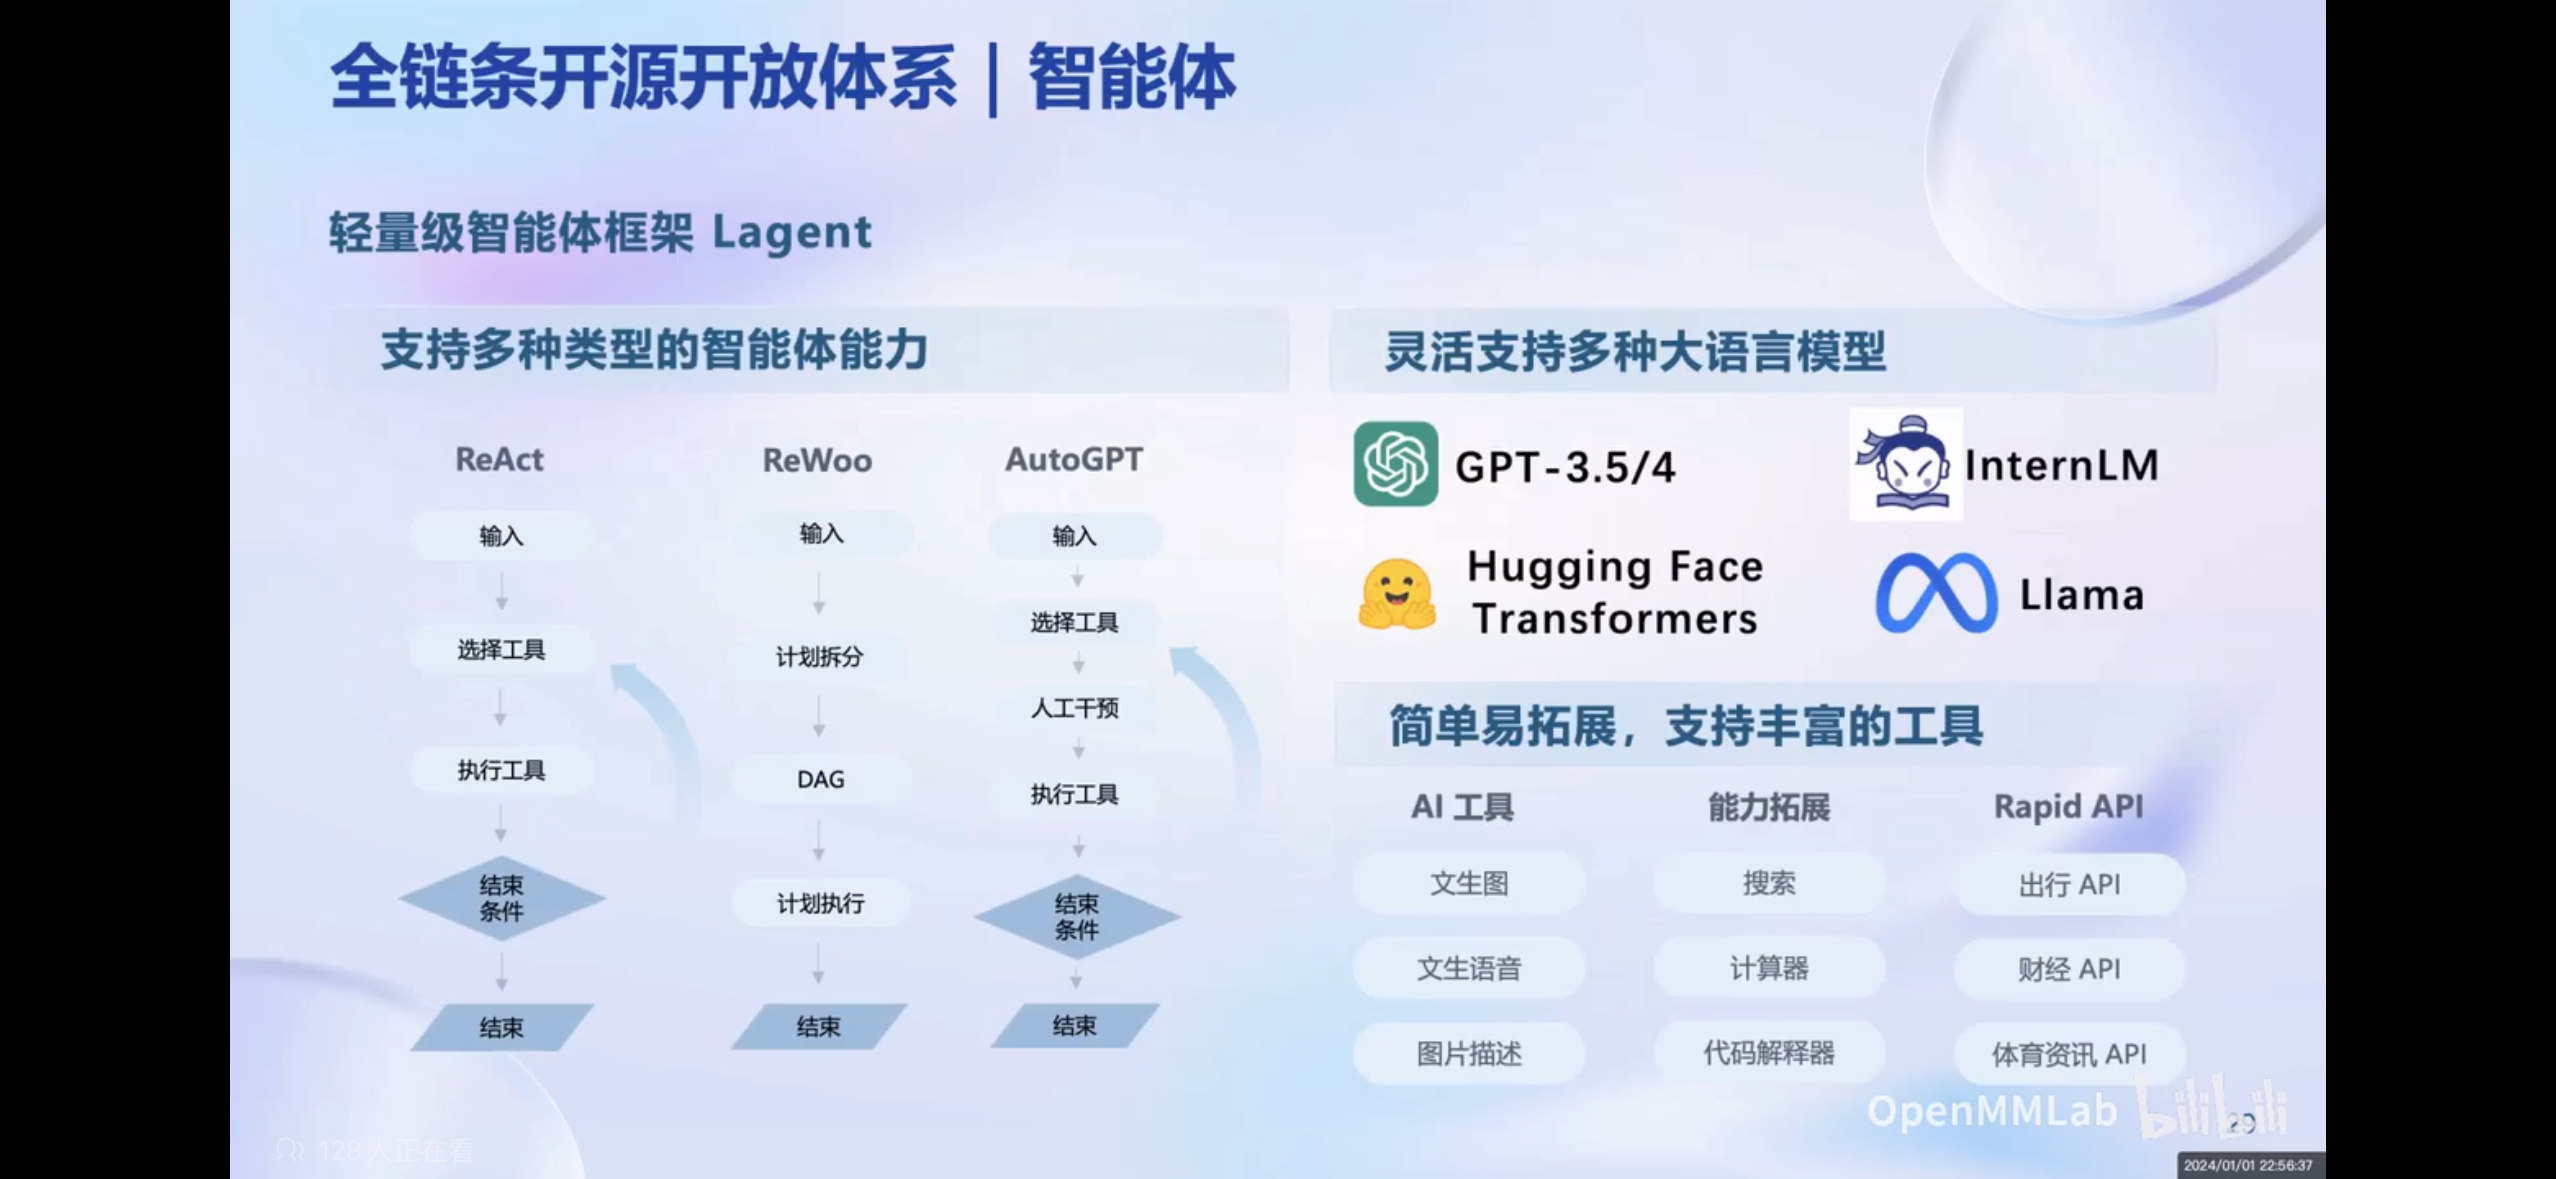 全链条开源开放体系 | 智能体
轻量级智能体框架 Lagent
支持多种类型的智能体能力
ReAct
输入
选择工具
执行工具
结束
条件
结束
ReWoo
输入
计划拆分
DAG
计划执行
结束
AutoGPT
输入
选择工具
人工干预
执行工具
结束
条件
结束
灵活支持多种大语言模型
GPT-3.5/4
InternLM
Hugging Face
Transformers
Llama
简单易拓展，支持丰富的工具
AI 工具
文生图
文生语音
图片描述
能力拓展
搜索
计算器
代码解释器
Rapid API
出行 API
财经 API
体育资讯 API
OpenMMLab bilibili
29
128人正在看
2024/01/01 22:56:37